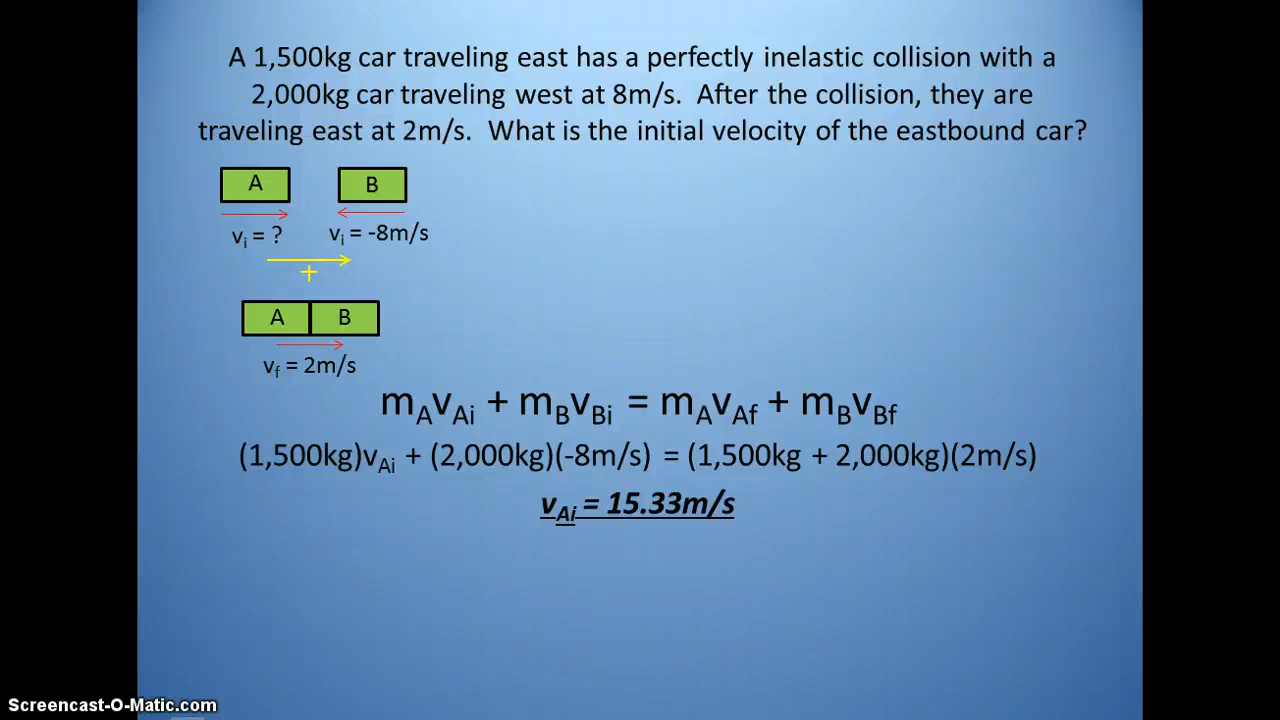 A 1,500kg car traveling east has a perfectly inelastic collision with a
2,000kg car traveling west at 8m/s.  After the collision, they are
traveling east at 2m/s.  What is the initial velocity of the eastbound car?
A B
vi = ? vi = -8m/s
+
A B
vf = 2m/s
mAvAi + mBvBi = mAvAf + mBvBf
(1,500kg)vAi + (2,000kg)(-8m/s) = (1,500kg + 2,000kg)(2m/s)
vAi = 15.33m/s
Screencast-O-Matic.com